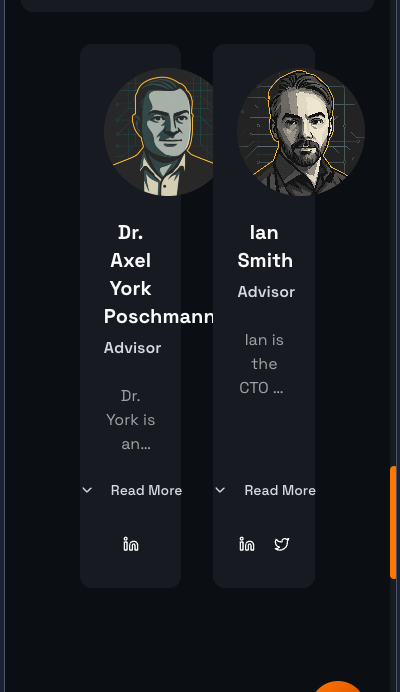 Dr.
Axel
York
Poschmann
Advisor
Dr.
York is
an...
Read More
Ian
Smith
Advisor
Ian is
the
CTO ...
Read More